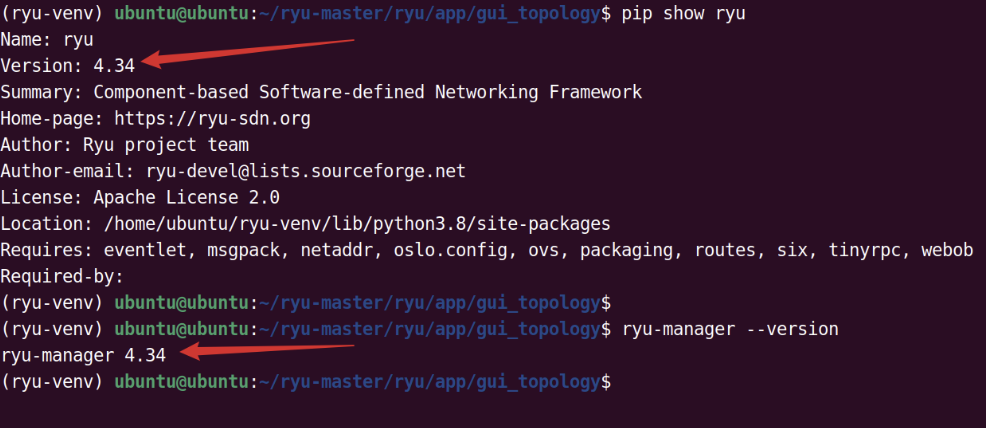 (ryu-venv) ubuntu@ubuntu:~/ryu-master/ryu/app/gui_topology$ pip show ryu
Name: ryu
Version: 4.34
Summary: Component-based Software-defined Networking Framework
Home-page: https://ryu-sdn.org
Author: Ryu project team
Author-email: ryu-devel@lists.sourceforge.net
License: Apache License 2.0
Location: /home/ubuntu/ryu-venv/lib/python3.8/site-packages
Requires: eventlet, msgpack, netaddr, oslo.config, ovs, packaging, routes, six, tinyrpc, webob
Required-by:
(ryu-venv) ubuntu@ubuntu:~/ryu-master/ryu/app/gui_topology$
(ryu-venv) ubuntu@ubuntu:~/ryu-master/ryu/app/gui_topology$ ryu-manager --version
ryu-manager 4.34
(ryu-venv) ubuntu@ubuntu:~/ryu-master/ryu/app/gui_topology$